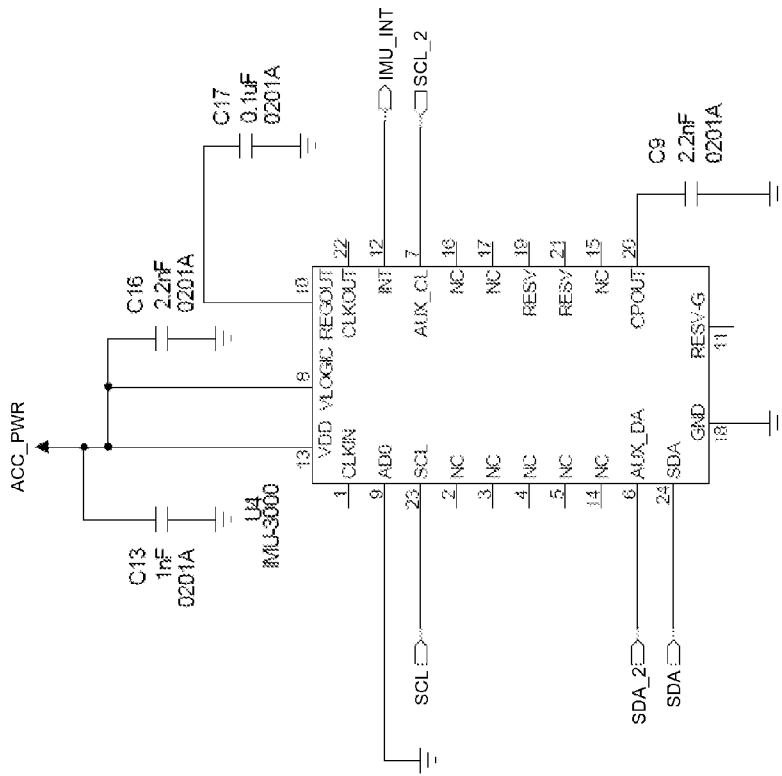 ACC_PWR
C13
1nF
0201A
C16
2.2nF
0201A
C17
0.1uF
0201A
U4
IMU-3000
13
VDD
8
VLOGIC
10
REGOUT
1
CLKIN
9
AD0
23
SCL
2
NC
3
NC
4
NC
5
NC
14
NC
6
AUX_DA
24
SDA
22
CLKOUT
12
INT
7
AUX_CL
16
NC
17
NC
19
RESV
21
RESV
15
NC
20
CPOUT
18
GND
11
RESV-G
IMU_INT
SCL_2
SCL
SDA_2
SDA
C9
2.2nF
0201A